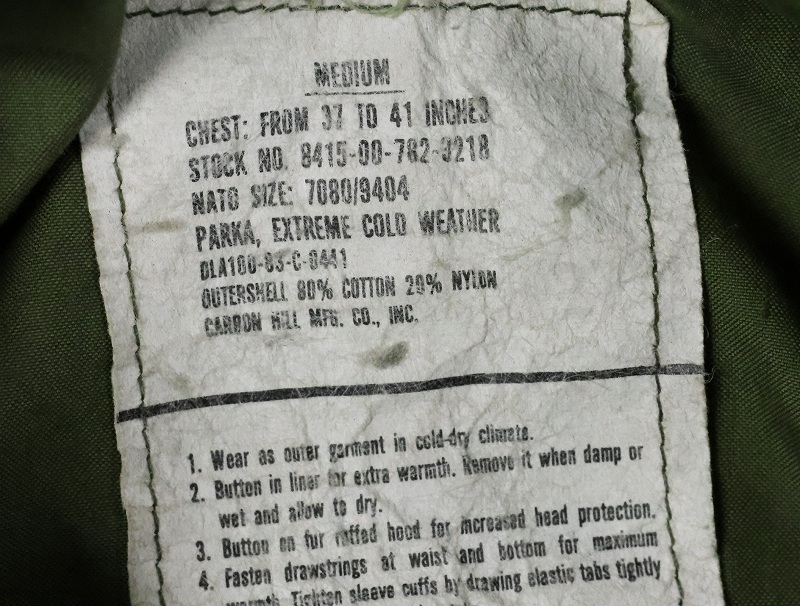 MEDIUM
CHEST: FROM 37 TO 41 INCHES
STOCK NO. 8415-00-782-3218
NATO SIZE: 7080/9404
PARKA, EXTREME COLD WEATHER
DLA100-83-C-0441
OUTERSHELL 80% COTTON 20% NYLON
CARBON HILL MFG. CO., INC.
1. Wear as outer garment in cold-dry climate.
2. Button in liner for extra warmth. Remove it when damp or
wet and allow to dry.
3. Button on fur ruffed hood for increased head protection.
4. Fasten drawstrings at waist and bottom for maximum
warmth. Tighten sleeve cuffs by drawing elastic tabs tightly